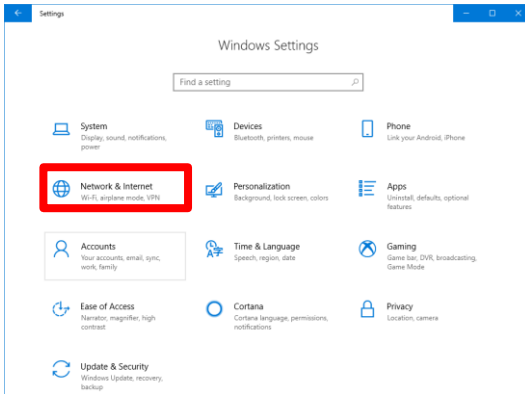 Settings
Windows Settings
Find a setting
System
Display, sound, notifications,
power
Devices
Bluetooth, printers, mouse
Phone
Link your Android, iPhone
Network & Internet
Wi-Fi, airplane mode, VPN
Personalization
Background, lock screen, colors
Apps
Uninstall, defaults, optional
features
Accounts
Your accounts, email, sync,
work, family
Time & Language
Speech, region, date
Gaming
Game bar, DVR, broadcasting,
Game Mode
Ease of Access
Narrator, magnifier, high
contrast
Cortana
Cortana language, permissions,
notifications
Privacy
Location, camera
Update & Security
Windows Update, recovery,
backup